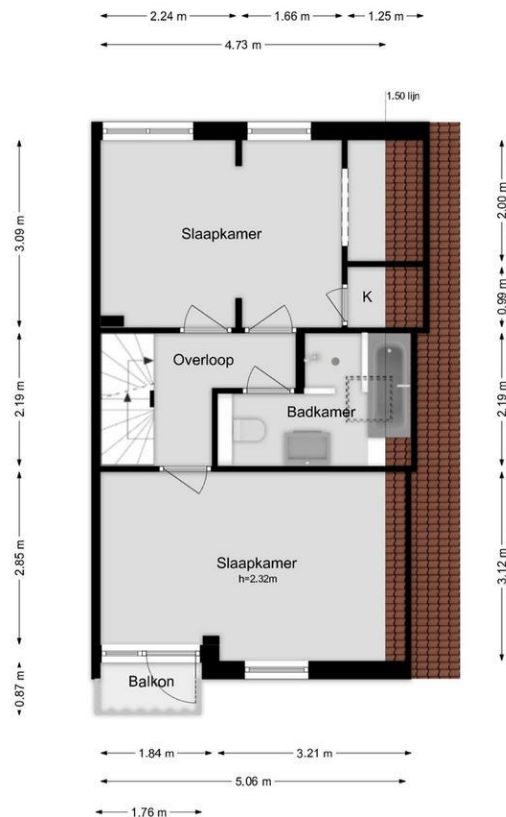 2.24 m
1.66 m
1.25 m
4.73 m
1.50 lijn
3.09 m
2.00 m
Slaapkamer
K
0.99 m
Overloop
2.19 m
2.19 m
Badkamer
2.85 m
Slaapkamer
h=2.32m
3.12 m
Balkon
0.87 m
1.84 m
3.21 m
5.06 m
1.76 m